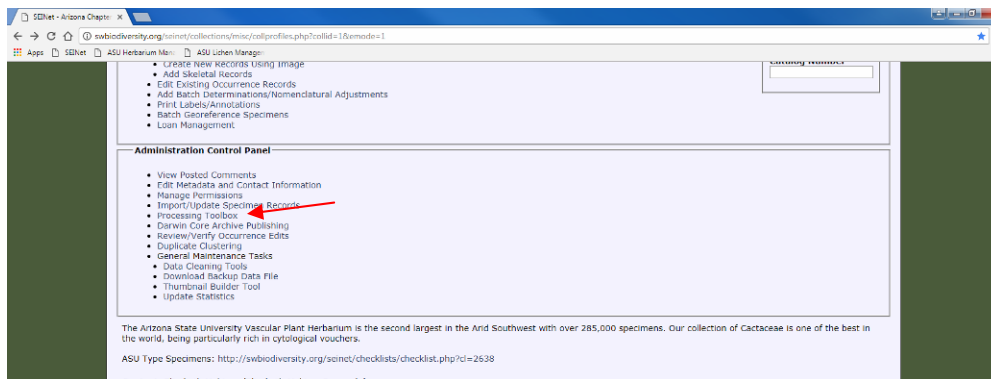 SEINet - Arizona Chapte
swbiodiversity.org/seinet/collections/misc/collprofiles.php?collid=1&emode=1
Apps SEINet ASU Herbarium Man ASU Lichen Manager
Create New Records Using Image
Catalog Number
Add Skeletal Records
Edit Existing Occurrence Records
Add Batch Determinations/Nomenclatural Adjustments
Print Labels/Annotations
Batch Georeference Specimens
Loan Management
Administration Control Panel
View Posted Comments
Edit Metadata and Contact Information
Manage Permissions
Import/Update Specimen Records
Processing Toolbox
Darwin Core Archive Publishing
Review/Verify Occurrence Edits
Duplicate Clustering
General Maintenance Tasks
Data Cleaning Tools
Download Backup Data File
Thumbnail Builder Tool
Update Statistics
The Arizona State University Vascular Plant Herbarium is the second largest in the Arid Southwest with over 285,000 specimens. Our collection of Cactaceae is one of the best in
the world, being particularly rich in cytological vouchers.
ASU Type Specimens: http://swbiodiversity.org/seinet/checklists/checklist.php?cl=2638